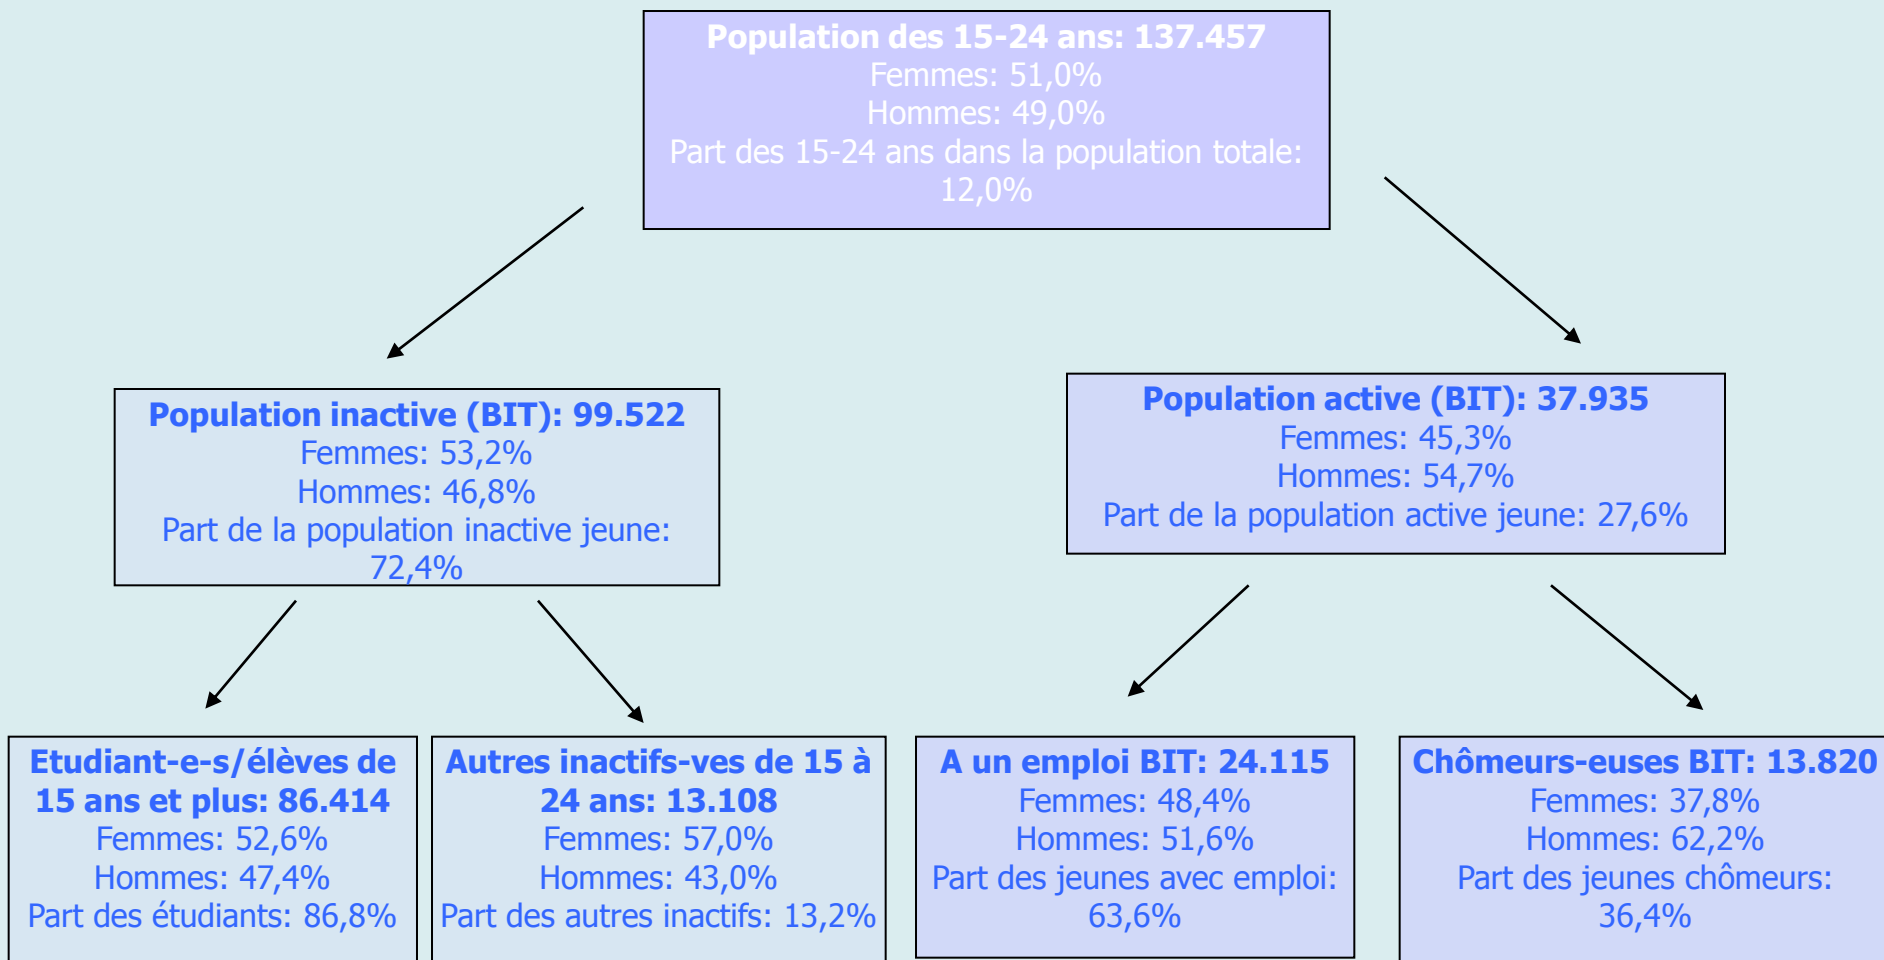 Population des 15-24 ans: 137.457
Femmes: 51,0%
Hommes: 49,0%
Part des 15-24 ans dans la population totale:
12,0%
Population inactive (BIT): 99.522
Femmes: 53,2%
Hommes: 46,8%
Part de la population inactive jeune:
72,4%
Population active (BIT): 37.935
Femmes: 45,3%
Hommes: 54,7%
Part de la population active jeune: 27,6%
Etudiant-e-s/élèves de
15 ans et plus: 86.414
Femmes: 52,6%
Hommes: 47,4%
Part des étudiants: 86,8%
Autres inactifs-ves de 15 à
24 ans: 13.108
Femmes: 57,0%
Hommes: 43,0%
Part des autres inactifs: 13,2%
A un emploi BIT: 24.115
Femmes: 48,4%
Hommes: 51,6%
Part des jeunes avec emploi:
63,6%
Chômeurs-euses BIT: 13.820
Femmes: 37,8%
Hommes: 62,2%
Part des jeunes chômeurs:
36,4%